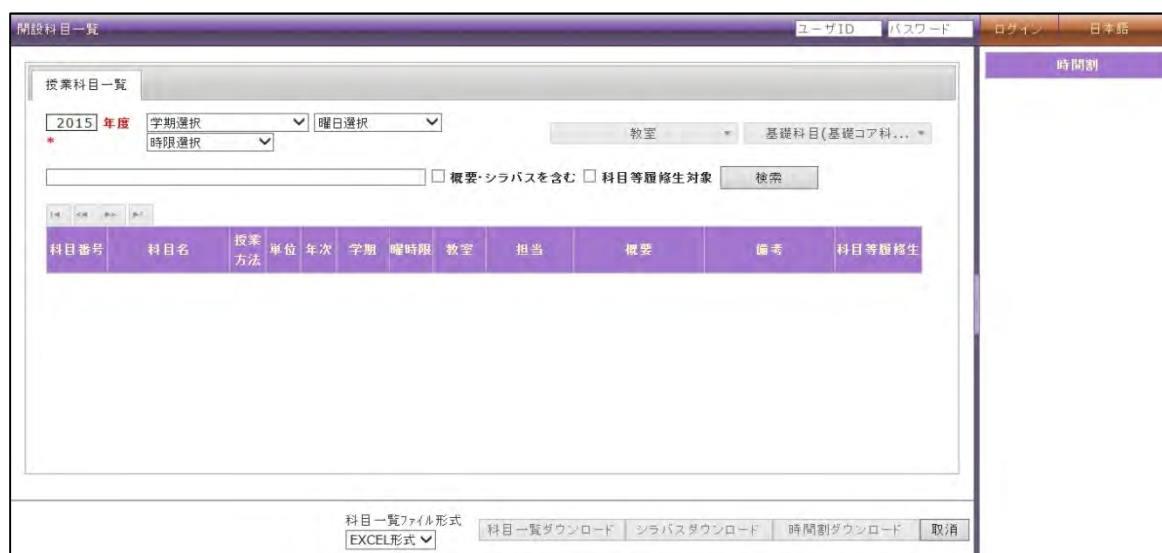 開設科目一覧 ユーザID パスワード ログイン 日本語
時間割
授業科目一覧
2015 年度 学期選択 曜日選択
* 時限選択
教室 基礎科目(基礎コア科...
概要・シラバスを含む 科目等履修生対象 検索
科目番号 科目名 授業方法 単位 年次 学期 曜時限 教室 担当 概要 備考 科目等履修生
科目一覧ファイル形式
EXCEL形式 科目一覧ダウンロード シラバスダウンロード 時間割ダウンロード 取消